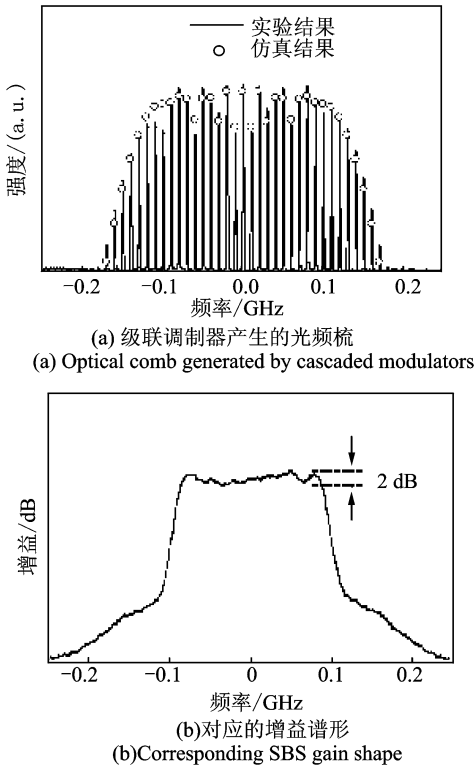 实验结果
仿真结果
强度/(a.u.)
−0.2 −0.1 0.0 0.1 0.2
频率/GHz
(a) 级联调制器产生的光频梳
(a) Optical comb generated by cascaded modulators
2 dB
增益/dB
−0.2 −0.1 0 0.1 0.2
频率/GHz
(b)对应的增益谱形
(b)Corresponding SBS gain shape